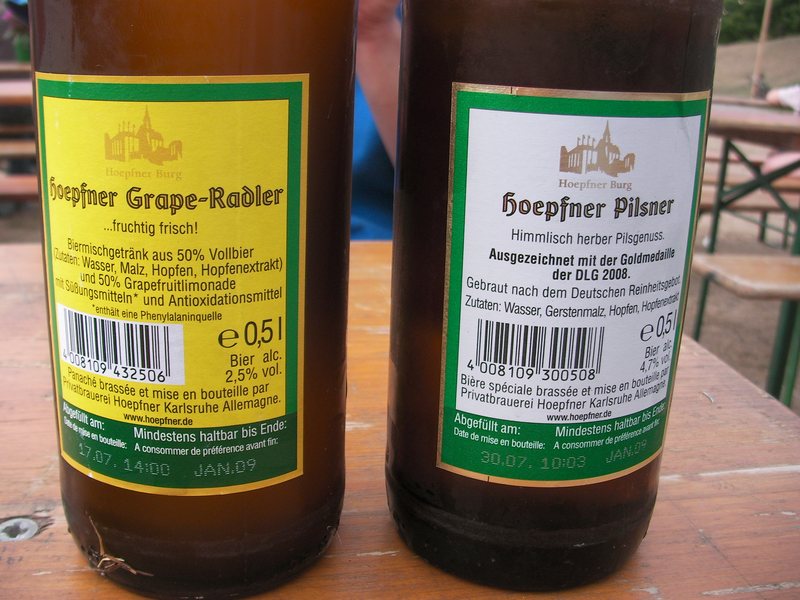 Hoepfner Burg
Hoepfner Grape-Radler
...fruchtig frisch!
Biermischgetränk aus 50% Vollbier
(Zutaten: Wasser, Malz, Hopfen, Hopfenextrakt)
und 50% Grapefruitlimonade
mit Süßungsmitteln* und Antioxidationsmittel
*enthält eine Phenylalaninquelle
4 008109 432506
e 0,5 l
Bier alc.
2,5% vol.
Panaché brassée et mise en bouteille par
Privatbrauerei Hoepfner Karlsruhe Allemagne.
www.hoepfner.de
Abgefüllt am: Mindestens haltbar bis Ende:
Date de mise en bouteille: A consommer de préférence avant fin:
17.07. 14:00 JAN.09
Hoepfner Burg
Hoepfner Pilsner
Himmlisch herber Pilsgenuss.
Ausgezeichnet mit der Goldmedaille
der DLG 2008.
Gebraut nach dem Deutschen Reinheitsgebot.
Zutaten: Wasser, Gerstenmalz, Hopfen, Hopfenextrakt
4 008109 300508
e 0,5 l
Bier alc.
4,7% vol.
Bière spéciale brassée et mise en bouteille par
Privatbrauerei Hoepfner Karlsruhe Allemagne.
www.hoepfner.de
Abgefüllt am: Mindestens haltbar bis Ende:
Date de mise en bouteille: A consommer de préférence avant fin:
30.07. 10:03 JAN.09